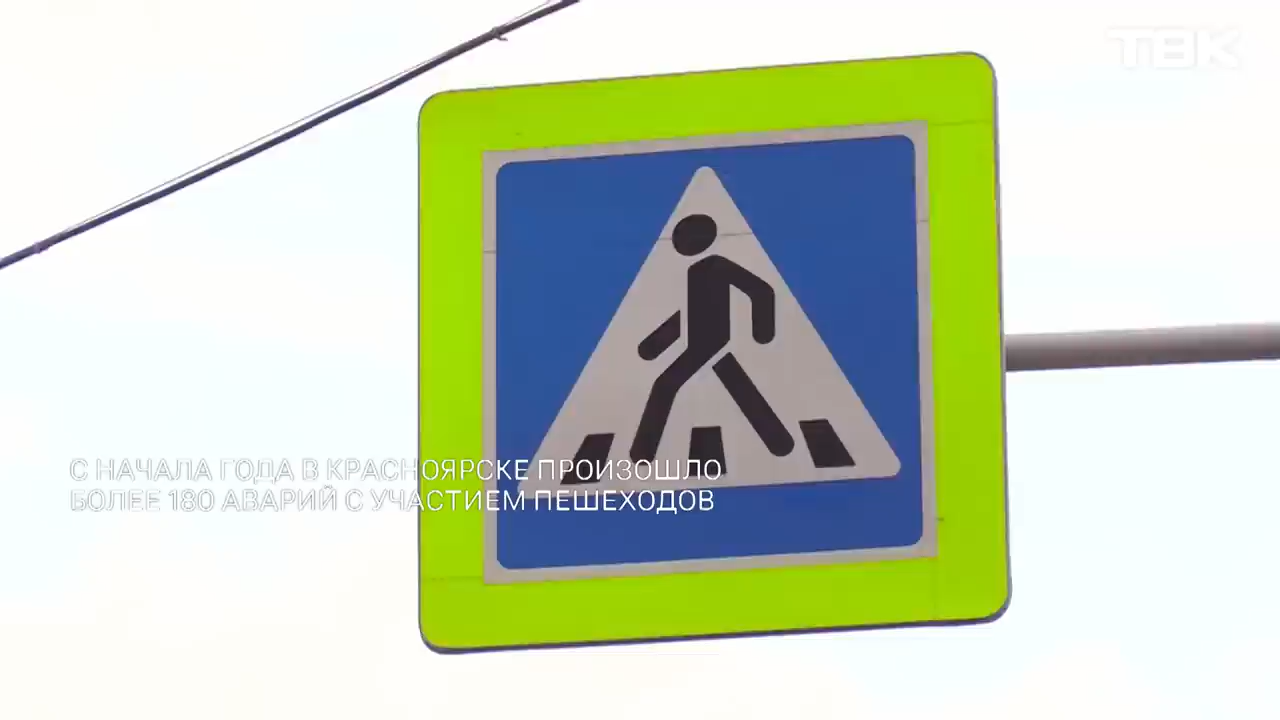 ТВК
С НАЧАЛА ГОДА В КРАСНОЯРСКЕ ПРОИЗОШЛО
БОЛЕЕ 180 АВАРИЙ С УЧАСТИЕМ ПЕШЕХОДОВ